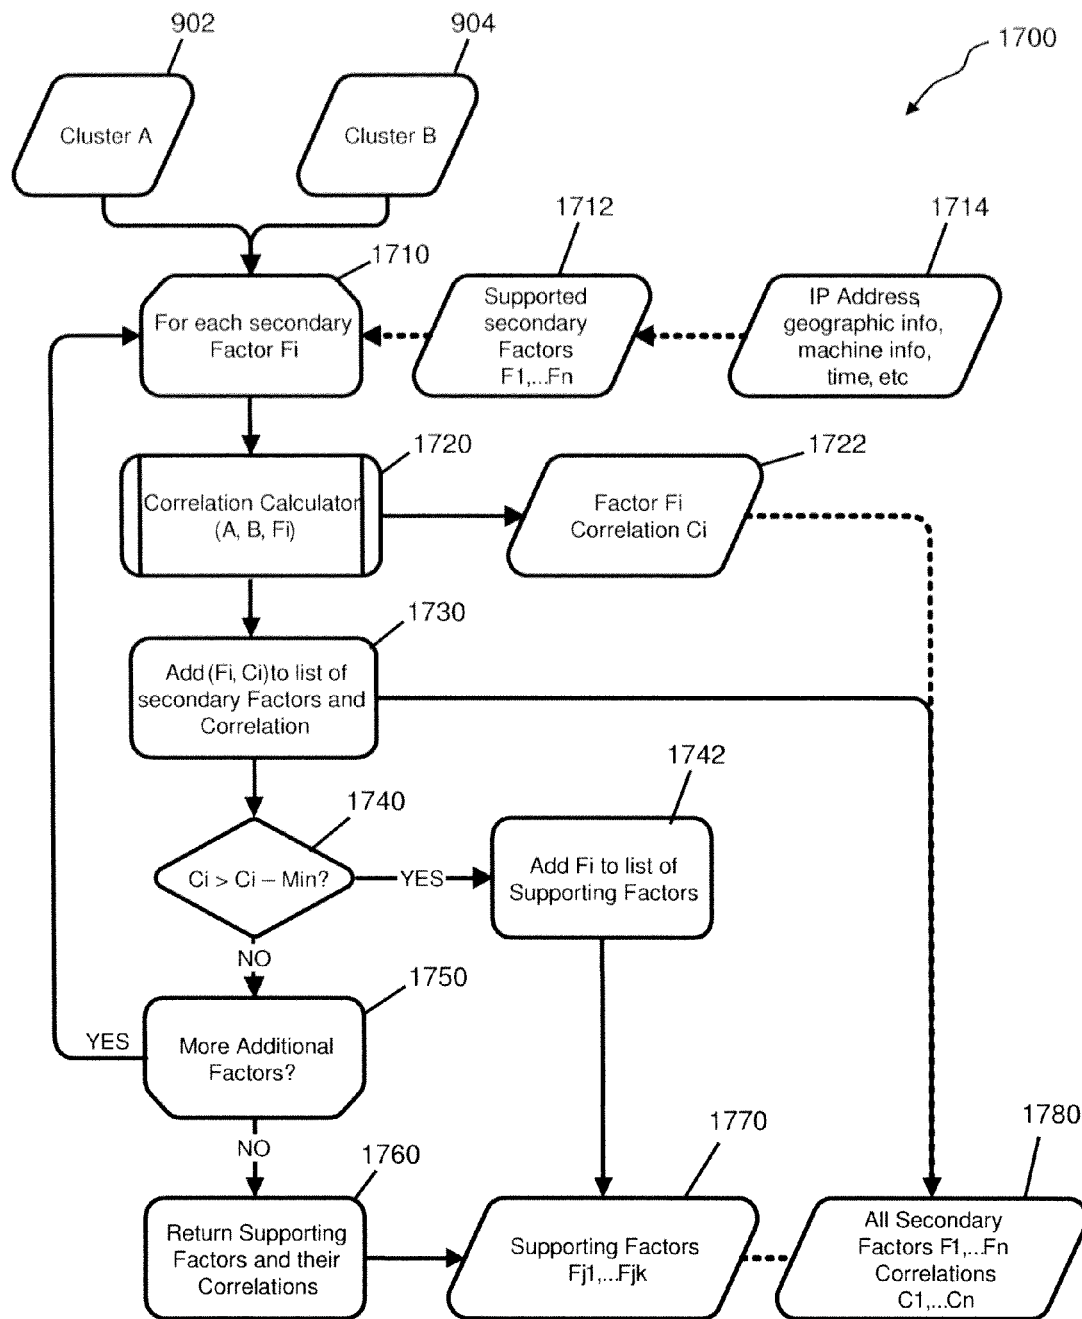 902
904
1700
Cluster A
Cluster B
1710
1712
1714
For each secondary
Factor Fi
Supported
secondary
Factors
F1,...Fn
IP Address,
geographic info,
machine info,
time, etc
1720
1722
Correlation Calculator
(A, B, Fi)
Factor Fi
Correlation Ci
1730
Add (Fi, Ci) to list of
secondary Factors and
Correlation
1740
1742
Ci > Ci – Min?
YES
Add Fi to list of
Supporting Factors
NO
1750
YES
More Additional
Factors?
NO
1760
1770
1780
Return Supporting
Factors and their
Correlations
Supporting Factors
Fj1,...Fjk
All Secondary
Factors F1,...Fn
Correlations
C1,...Cn